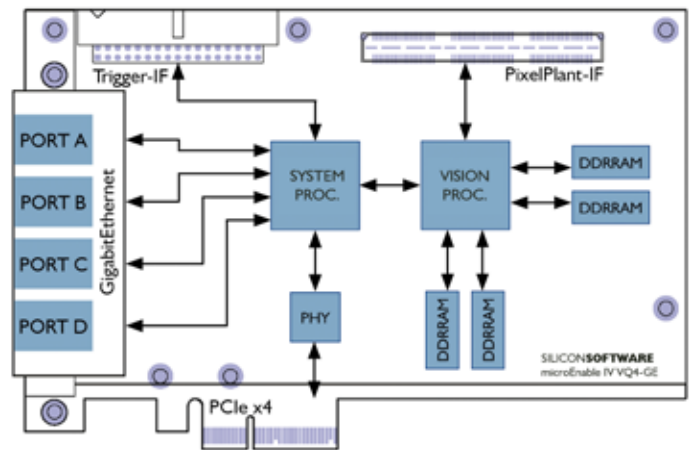 Trigger-IF
PixelPlant-IF
PORT A
PORT B
PORT C
PORT D
GigabitEthernet
SYSTEM
PROC.
VISION
PROC.
DDRRAM
DDRRAM
PHY
DDRRAM
DDRRAM
SILICONSOFTWARE
microEnable IV VQ4-GE
PCIe x4